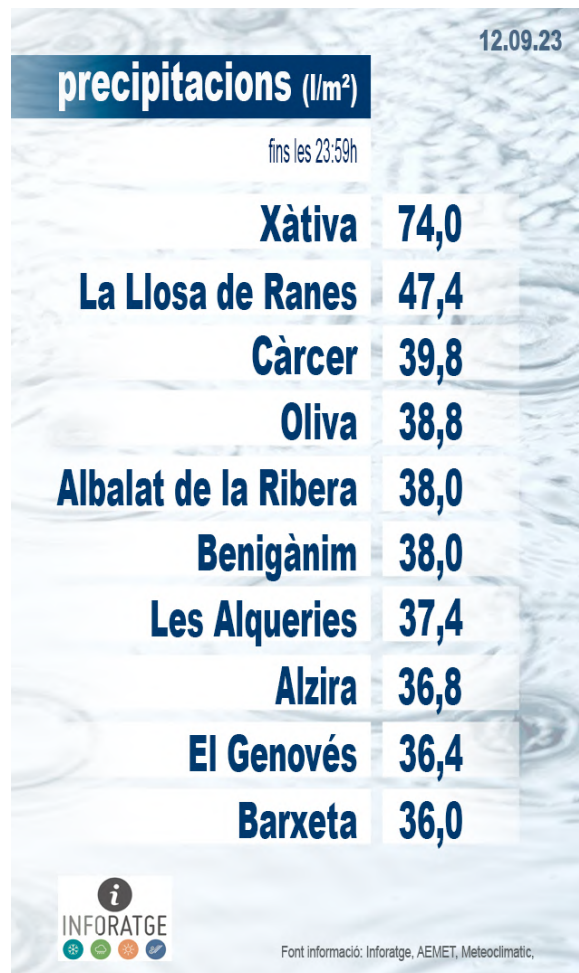 12.09.23
precipitacions (l/m²)
fins les 23:59h
Xàtiva 74,0
La Llosa de Ranes 47,4
Càrcer 39,8
Oliva 38,8
Albalat de la Ribera 38,0
Benigànim 38,0
Les Alqueries 37,4
Alzira 36,8
El Genovés 36,4
Barxeta 36,0
i
INFORATGE
Font informació: Inforatge, AEMET, Meteoclimatic,